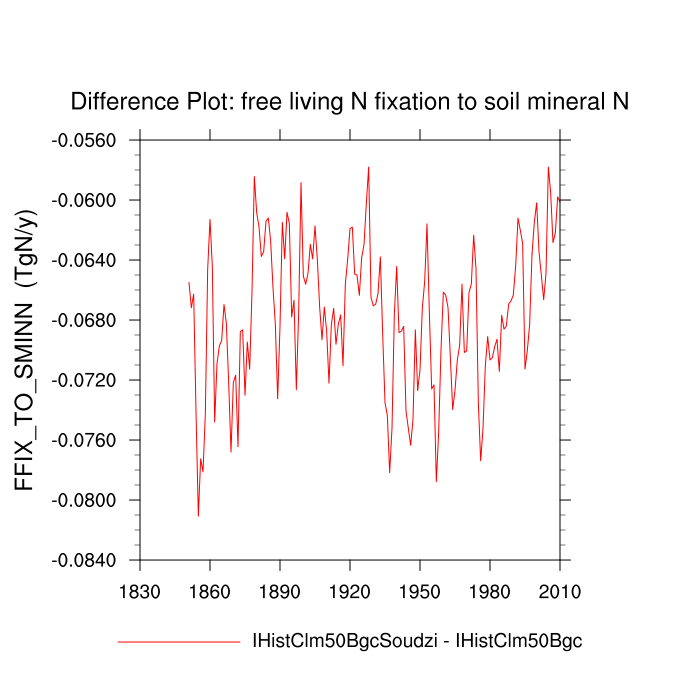 Difference Plot: free living N fixation to soil mineral N
FFIX_TO_SMINN (TgN/y)
-0.0560
-0.0600
-0.0640
-0.0680
-0.0720
-0.0760
-0.0800
-0.0840
1830 1860 1890 1920 1950 1980 2010
IHistClm50BgcSoudzi - IHistClm50Bgc